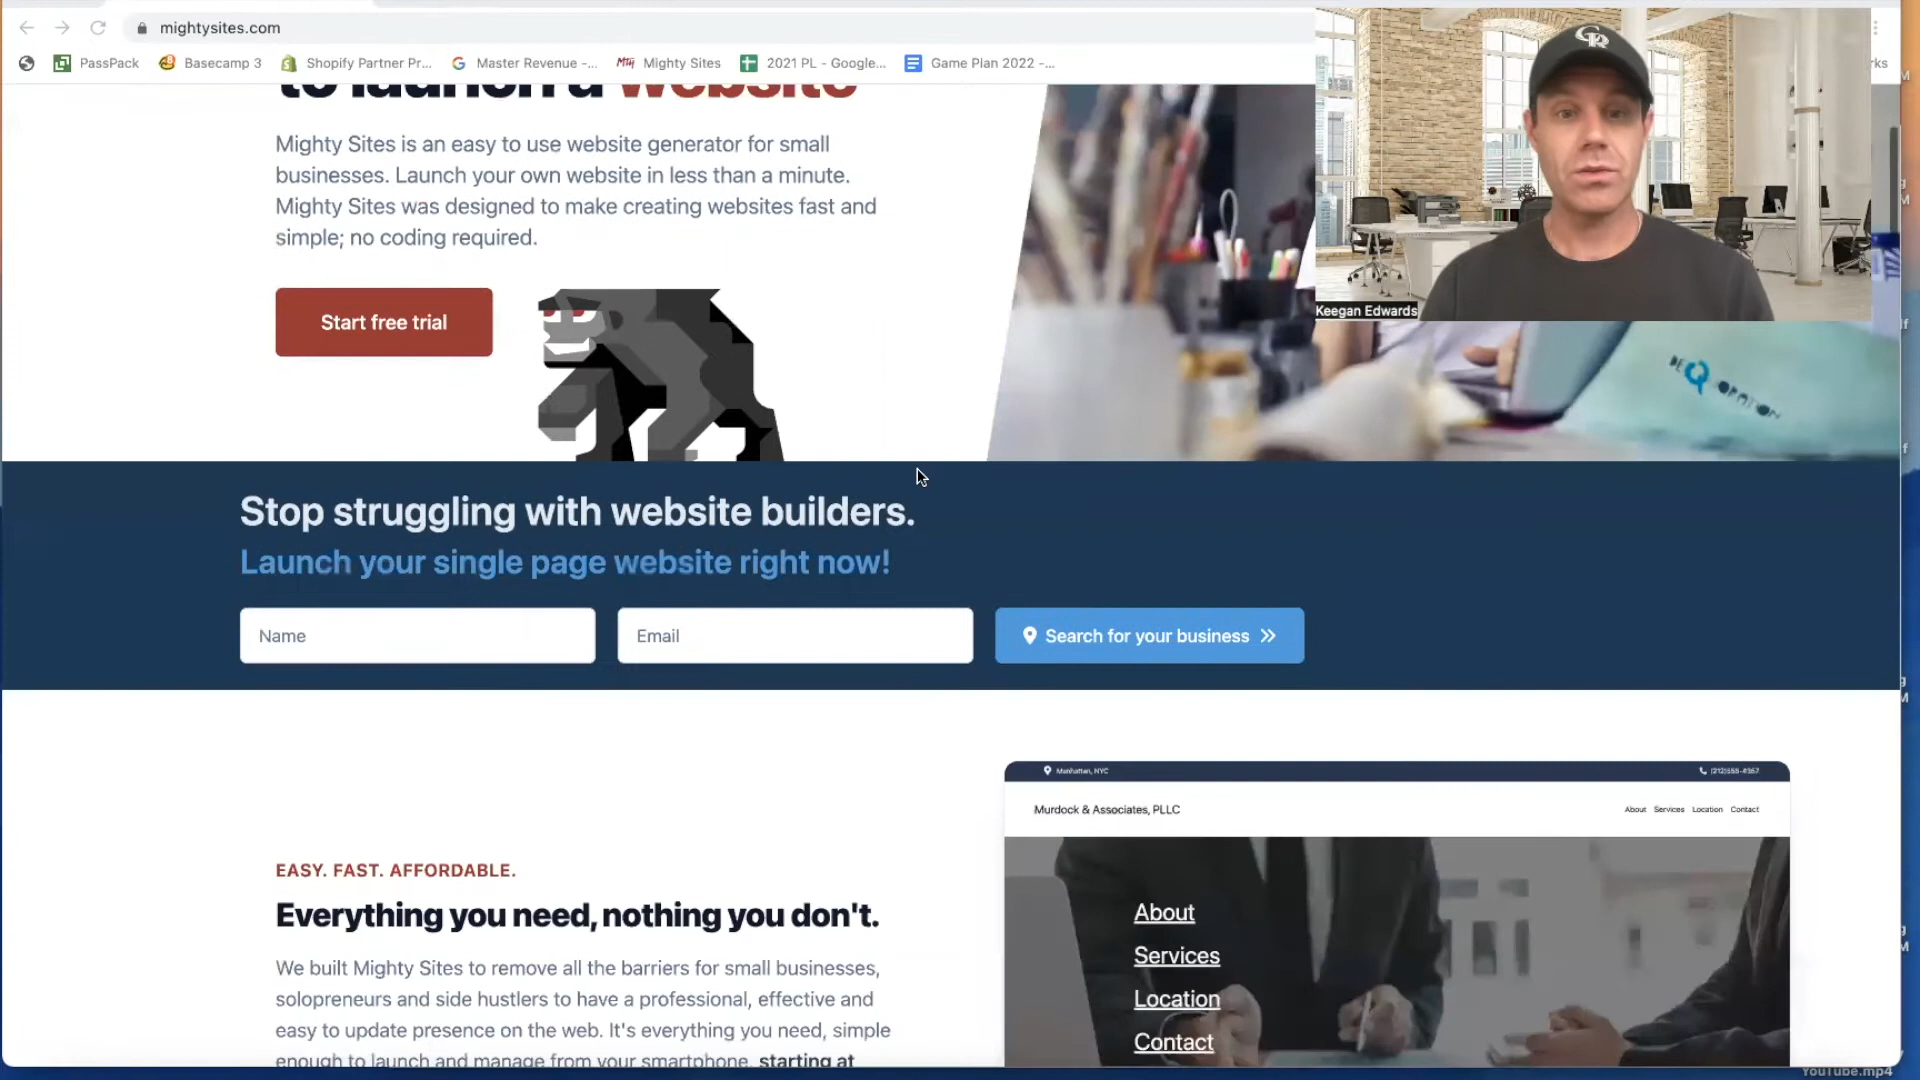 mightysites.com
PassPack
Basecamp 3
Shopify Partner Pr...
Master Revenue -...
Mighty Sites
2021 PL - Google...
Game Plan 2022 -...
to launch a website
Mighty Sites is an easy to use website generator for small
businesses. Launch your own website in less than a minute.
Mighty Sites was designed to make creating websites fast and
simple; no coding required.
Start free trial
Keegan Edwards
Stop struggling with website builders.
Launch your single page website right now!
Name
Email
Search for your business
Manhattan, NYC
Murdock & Associates, PLLC
About Services Location Contact
EASY. FAST. AFFORDABLE.
Everything you need, nothing you don't.
We built Mighty Sites to remove all the barriers for small businesses,
solopreneurs and side hustlers to have a professional, effective and
easy to update presence on the web. It's everything you need, simple
enough to launch and manage from your smartphone, starting at
About
Services
Location
Contact
YouTube.mp4